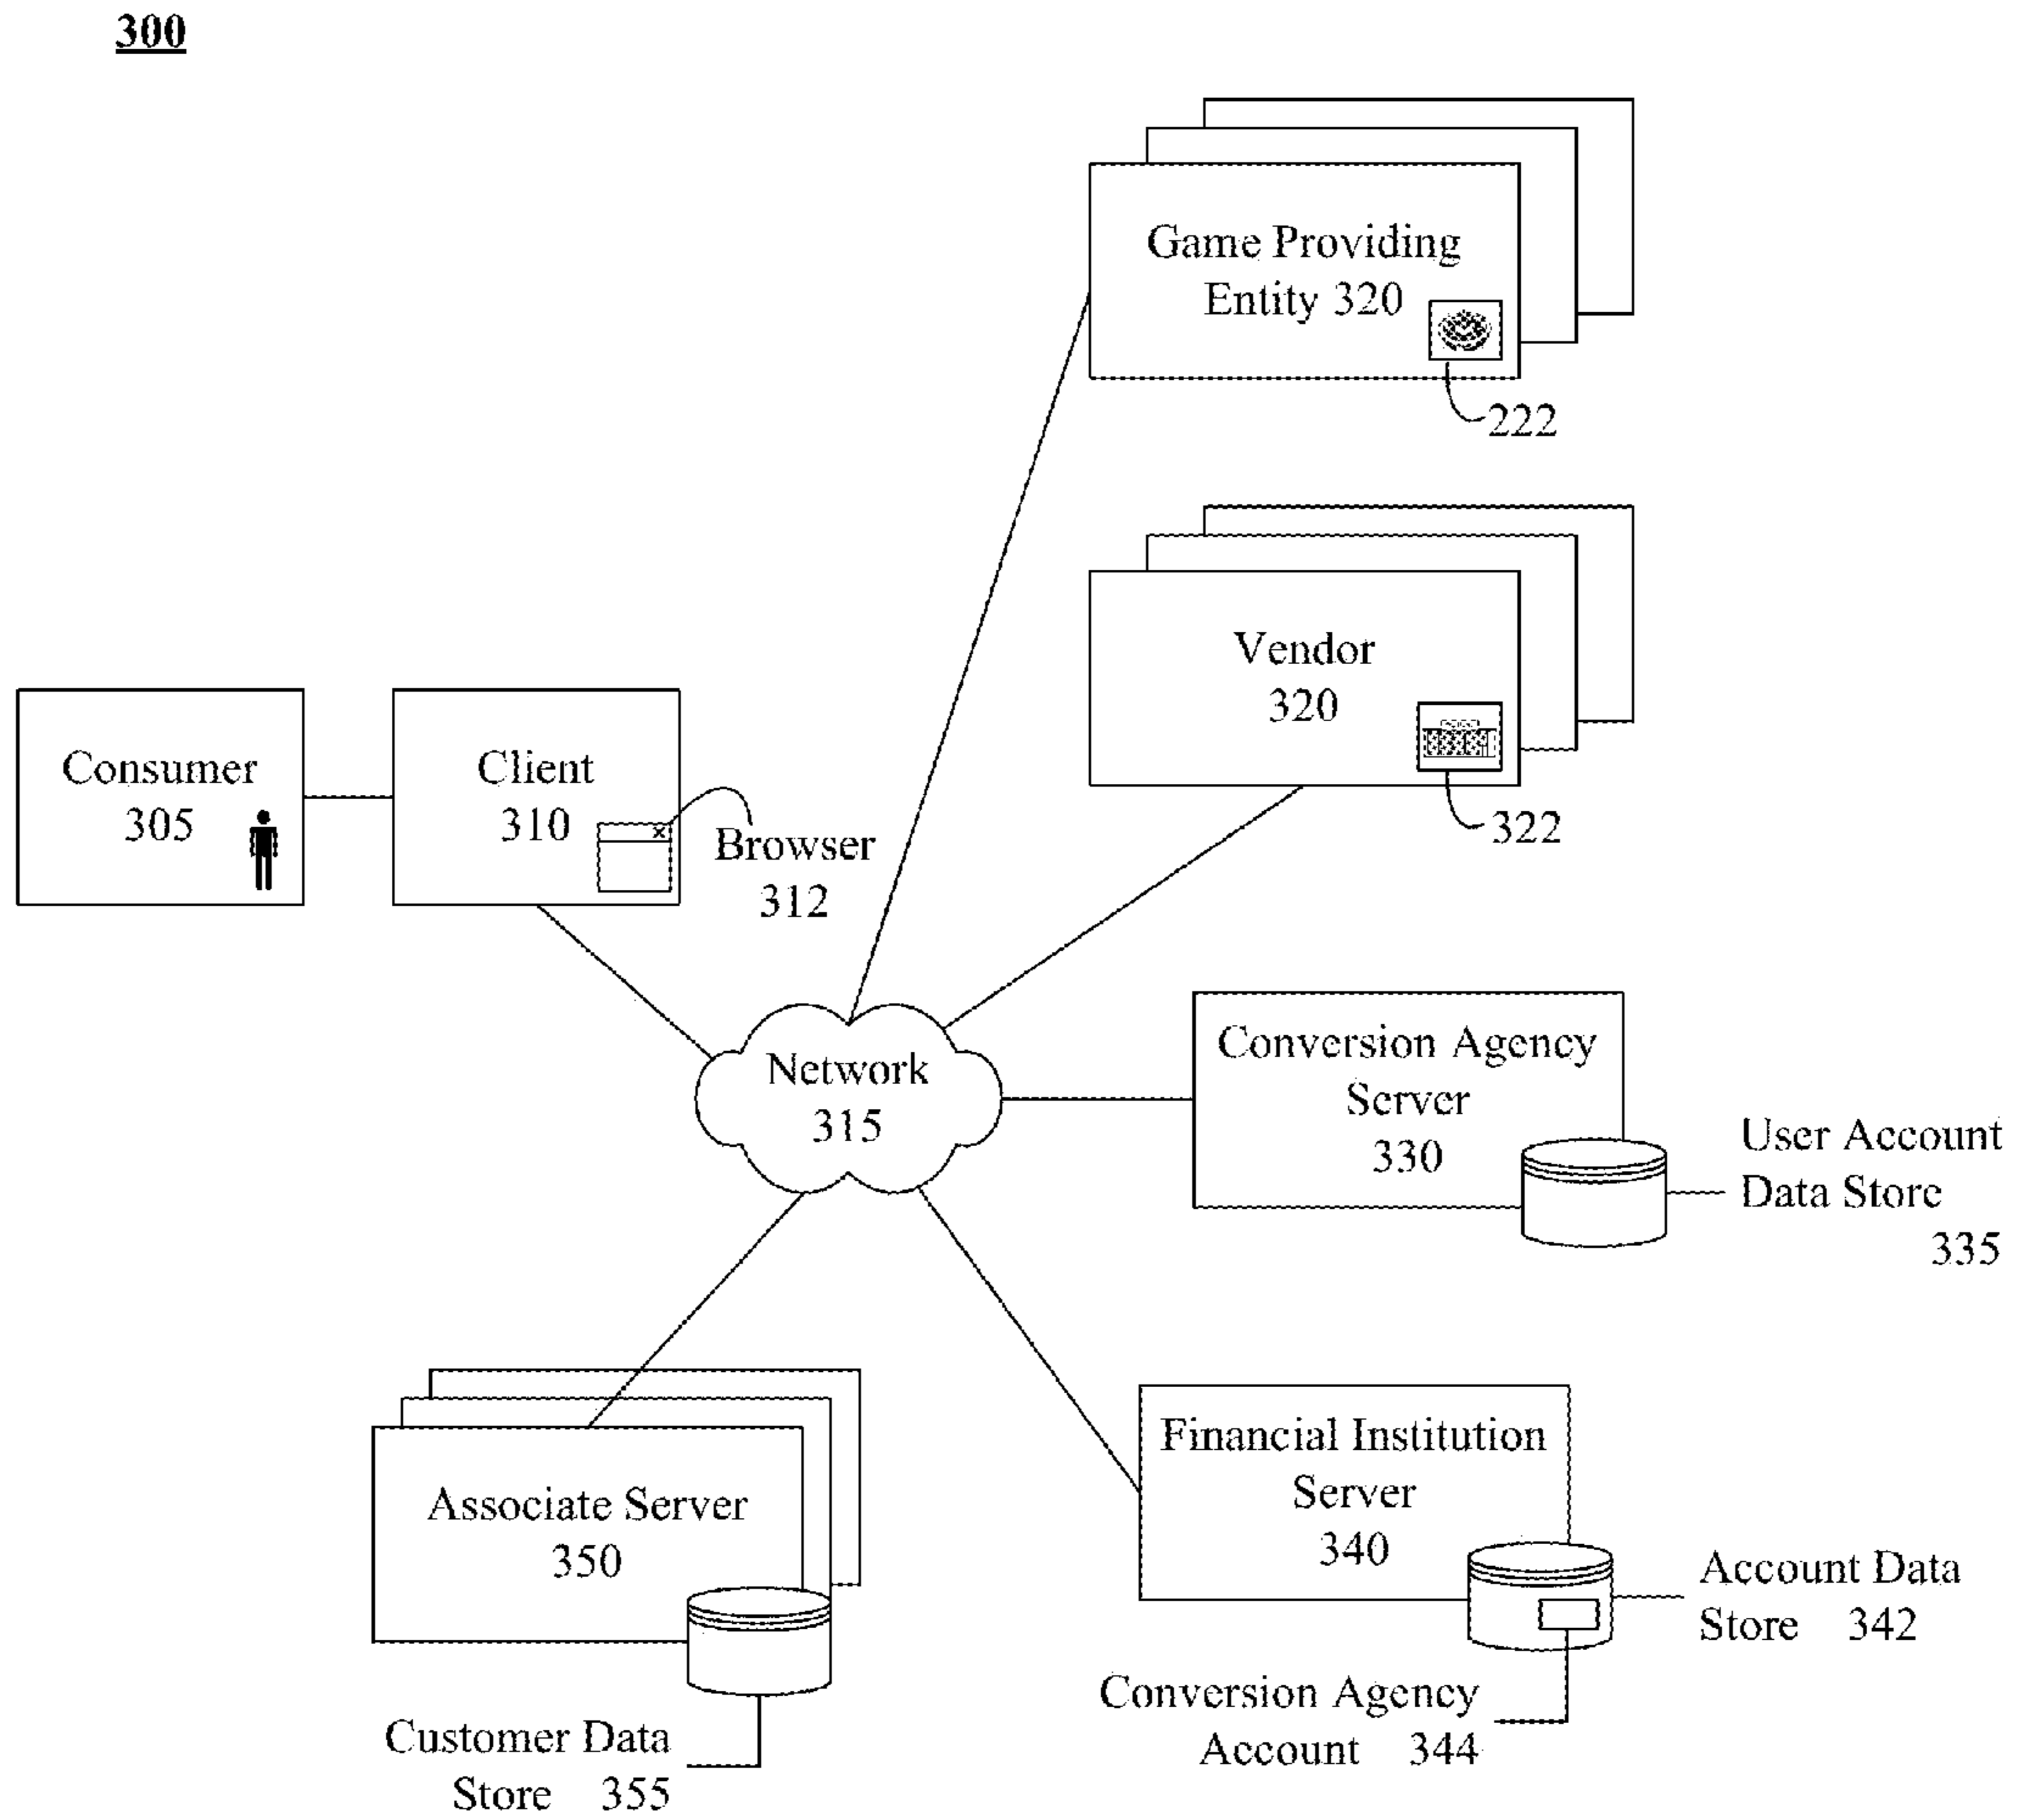 300
Game Providing
Entity 320
222
Vendor
320
322
Consumer
305
Client
310
x
Browser
312
Network
315
Conversion Agency
Server
330
User Account
Data Store
335
Associate Server
350
Customer Data
Store 355
Financial Institution
Server
340
Account Data
Store 342
Conversion Agency
Account 344